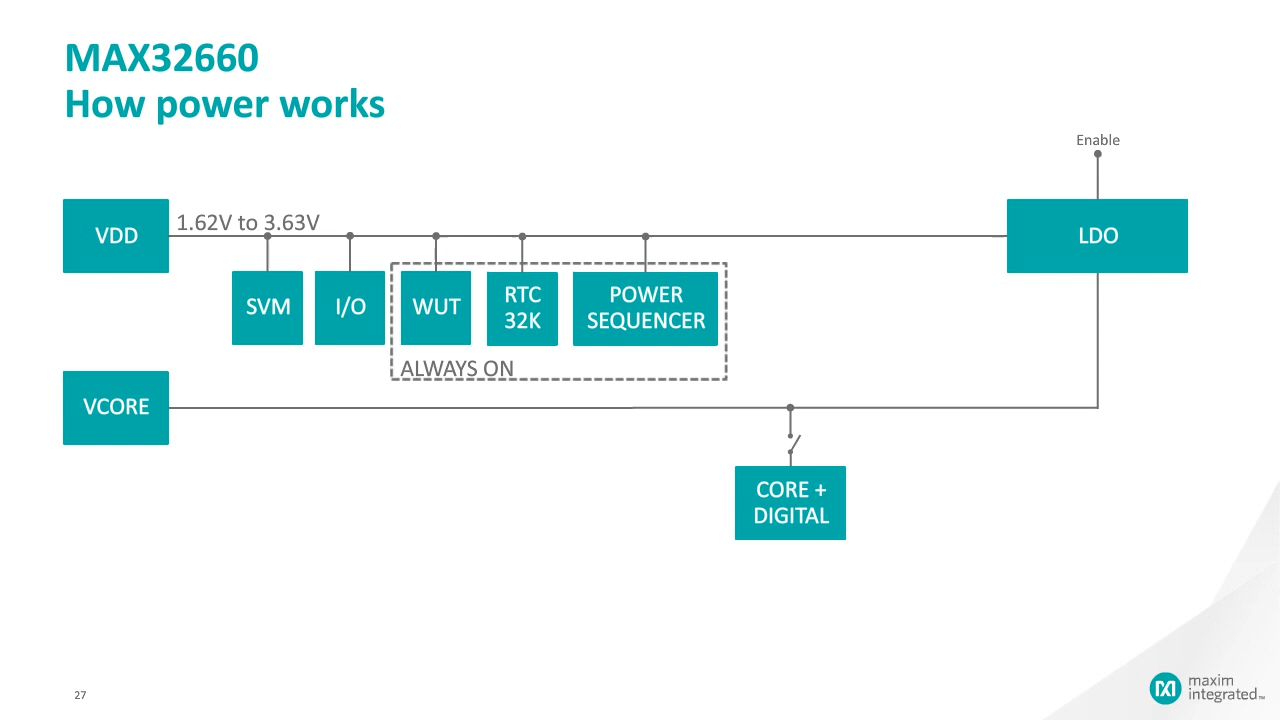 MAX32660
How power works
Enable
VDD
1.62V to 3.63V
LDO
SVM
I/O
WUT
RTC
32K
POWER
SEQUENCER
ALWAYS ON
VCORE
CORE +
DIGITAL
27
maxim
integrated™